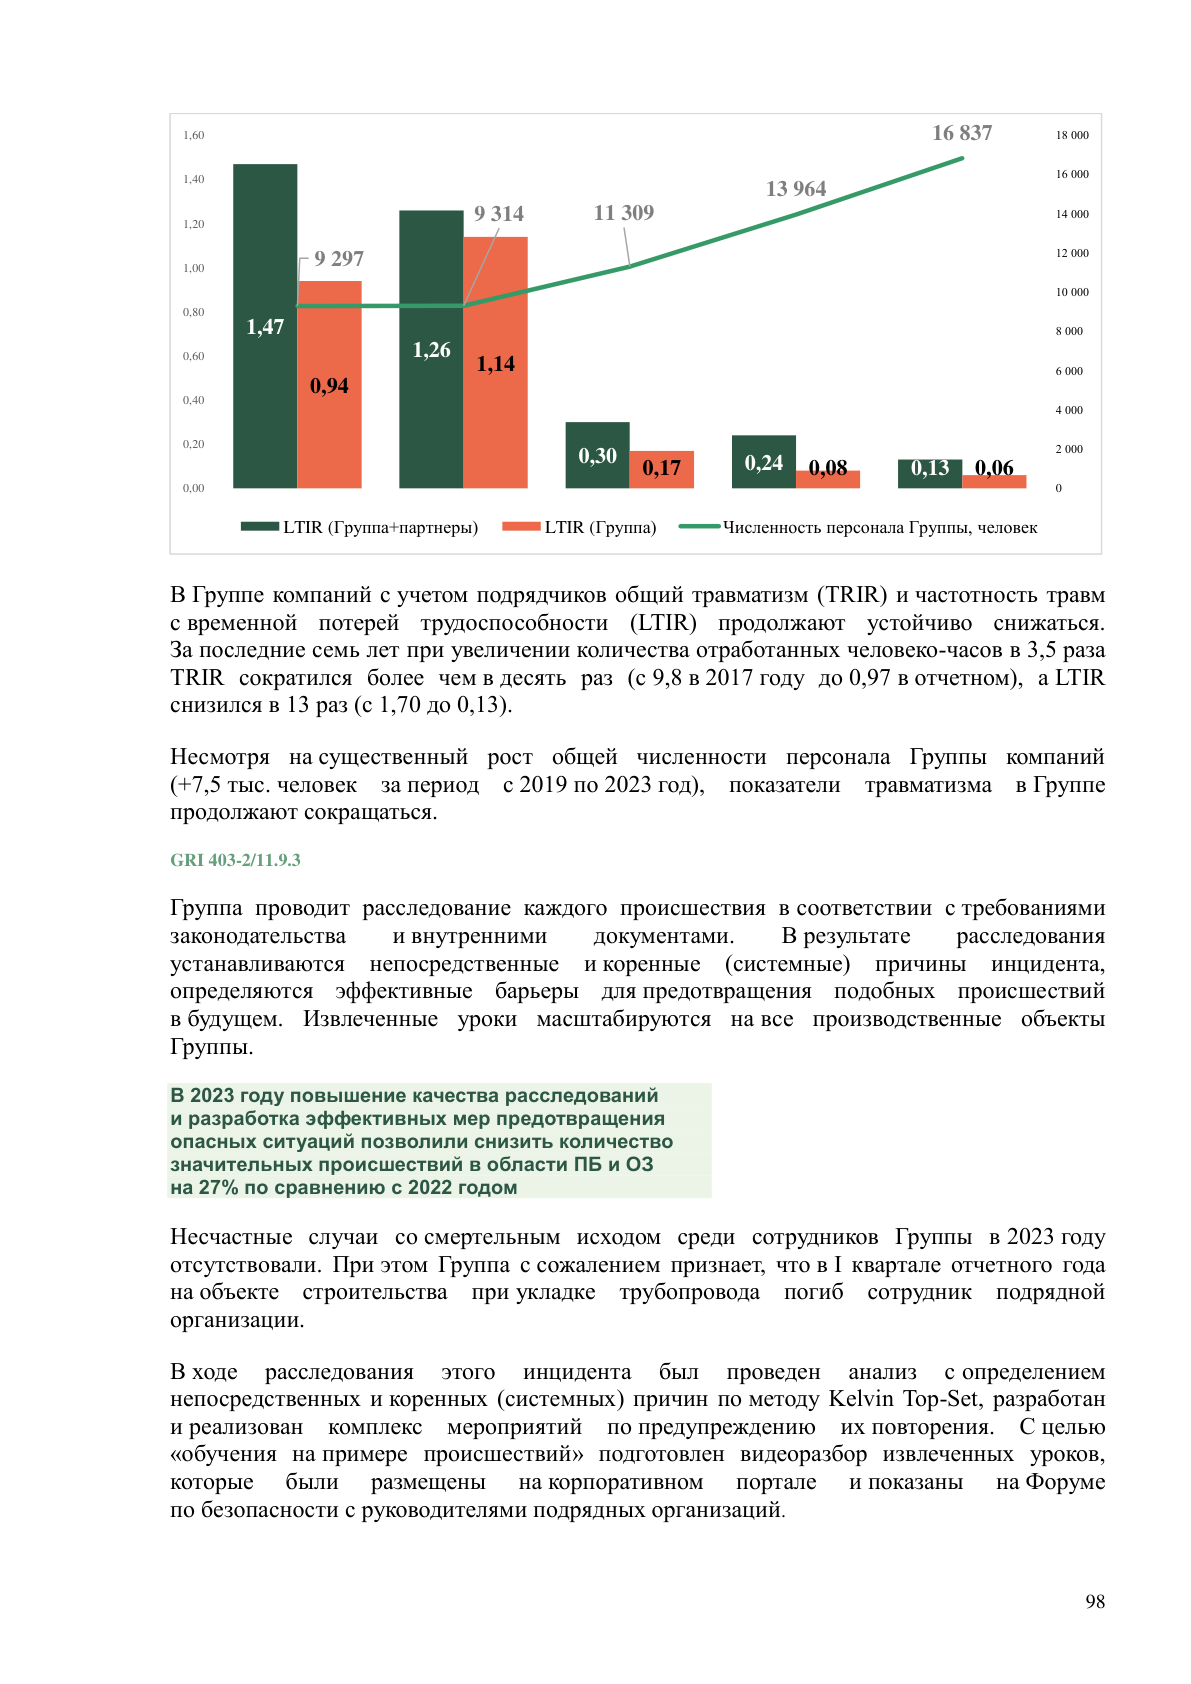 1,60
1,40
1,20
1,00
0,80
0,60
0,40
0,20
0,00
18 000
16 000
14 000
12 000
10 000
8 000
6 000
4 000
2 000
0
9 297
9 314
11 309
13 964
16 837
1,47
0,94
1,26
1,14
0,30
0,17
0,24
0,08
0,13
0,06
LTIR (Группа+партнеры) LTIR (Группа) Численность персонала Группы, человек
В Группе компаний с учетом подрядчиков общий травматизм (TRIR) и частотность травм
с временной потерей трудоспособности (LTIR) продолжают устойчиво снижаться.
За последние семь лет при увеличении количества отработанных человеко-часов в 3,5 раза
TRIR сократился более чем в десять раз (с 9,8 в 2017 году до 0,97 в отчетном), а LTIR
снизился в 13 раз (с 1,70 до 0,13).
Несмотря на существенный рост общей численности персонала Группы компаний
(+7,5 тыс. человек за период с 2019 по 2023 год), показатели травматизма в Группе
продолжают сокращаться.
GRI 403-2/11.9.3
Группа проводит расследование каждого происшествия в соответствии с требованиями
законодательства и внутренними документами. В результате расследования
устанавливаются непосредственные и коренные (системные) причины инцидента,
определяются эффективные барьеры для предотвращения подобных происшествий
в будущем. Извлеченные уроки масштабируются на все производственные объекты
Группы.
В 2023 году повышение качества расследований
и разработка эффективных мер предотвращения
опасных ситуаций позволили снизить количество
значительных происшествий в области ПБ и ОЗ
на 27% по сравнению с 2022 годом
Несчастные случаи со смертельным исходом среди сотрудников Группы в 2023 году
отсутствовали. При этом Группа с сожалением признает, что в I квартале отчетного года
на объекте строительства при укладке трубопровода погиб сотрудник подрядной
организации.
В ходе расследования этого инцидента был проведен анализ с определением
непосредственных и коренных (системных) причин по методу Kelvin Top-Set, разработан
и реализован комплекс мероприятий по предупреждению их повторения. С целью
«обучения на примере происшествий» подготовлен видеоразбор извлеченных уроков,
которые были размещены на корпоративном портале и показаны на Форуме
по безопасности с руководителями подрядных организаций.
98